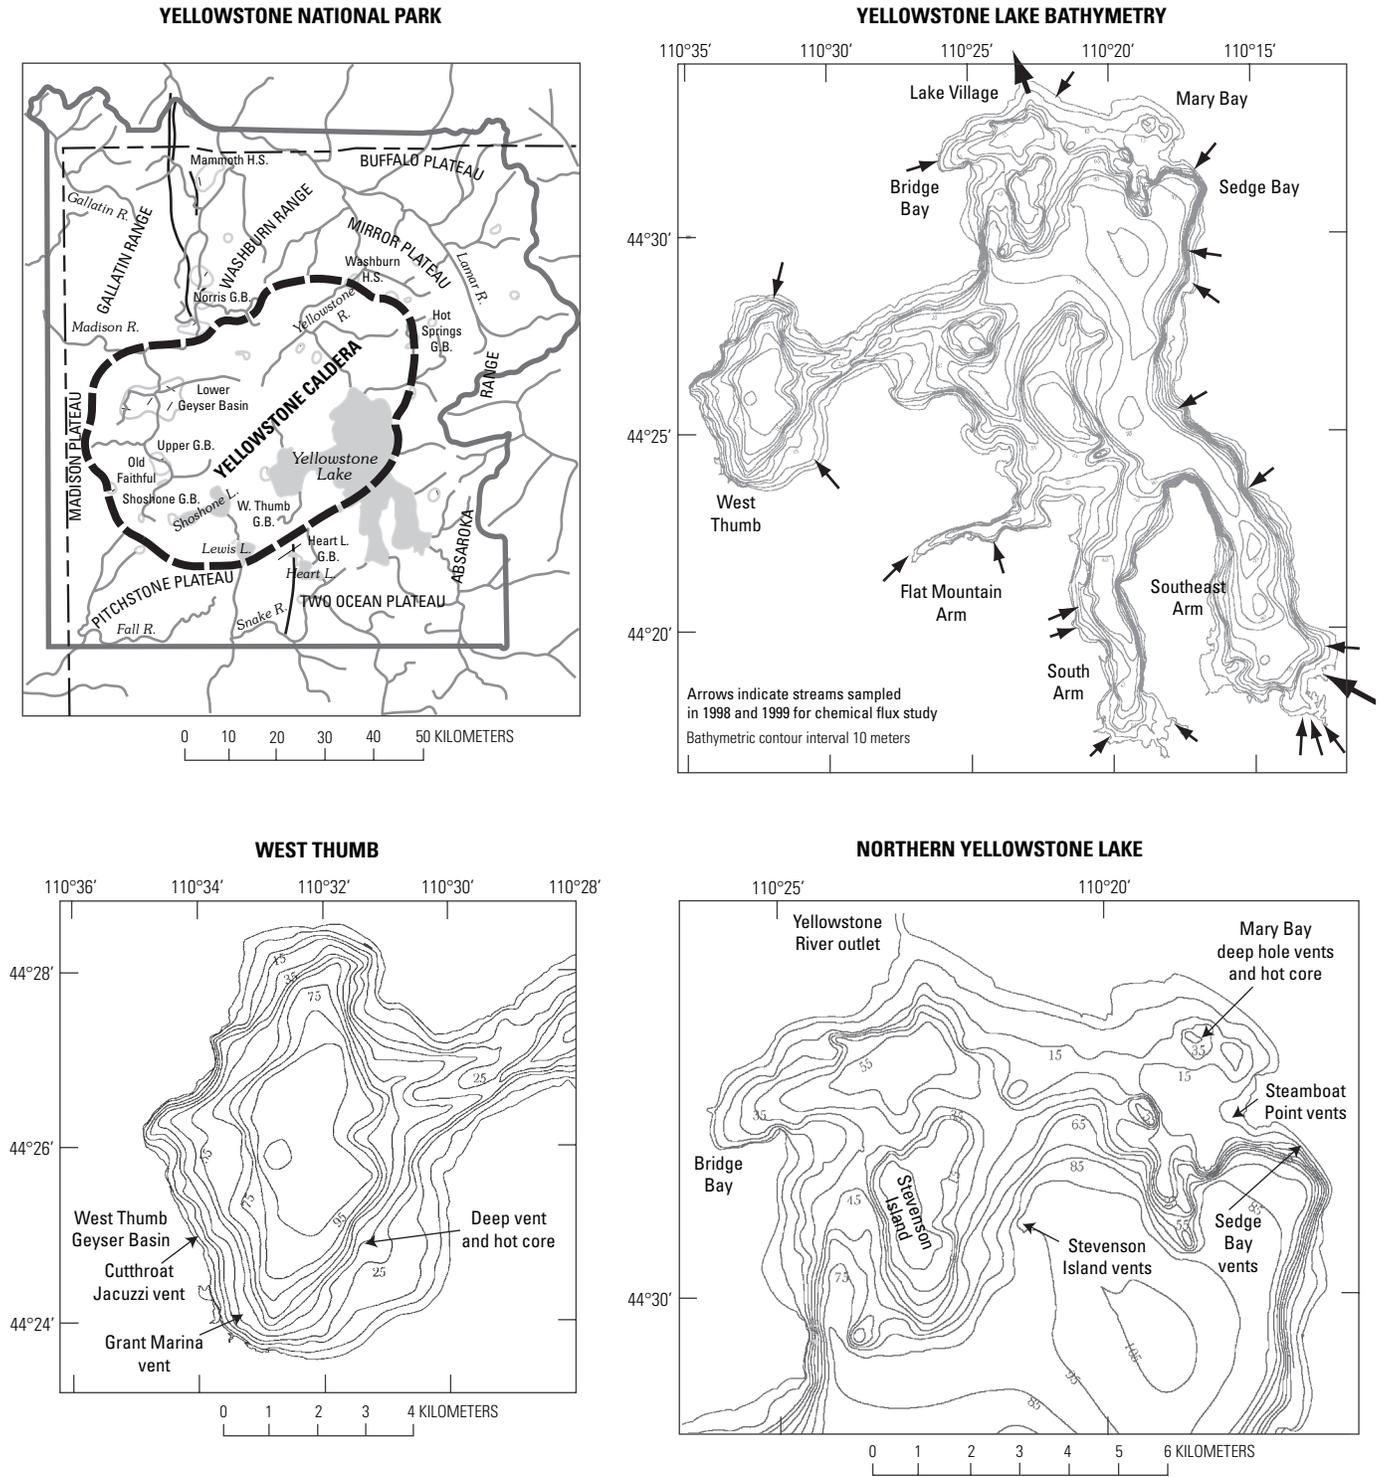 YELLOWSTONE NATIONAL PARK
Mammoth H.S.
BUFFALO PLATEAU
Gallatin R.
GALLATIN RANGE
WASHBURN RANGE
MIRROR PLATEAU
Washburn
H.S.
Lamar R.
Norris G.B.
Yellowstone
R.
Madison R.
Hot
Springs
G.B.
RANGE
YELLOWSTONE CALDERA
Lower
Geyser Basin
MADISON PLATEAU
Upper G.B.
Old
Faithful
Yellowstone
Lake
Shoshone G.B.
Shoshone L.
W. Thumb
G.B.
ABSAROKA
Lewis L.
Heart L.
G.B.
Heart L.
PITCHSTONE PLATEAU
TWO OCEAN PLATEAU
Snake R.
Fall R.
0 10 20 30 40 50 KILOMETERS
YELLOWSTONE LAKE BATHYMETRY
110°35′ 110°30′ 110°25′ 110°20′ 110°15′
Lake Village
Mary Bay
Bridge
Bay
Sedge Bay
44°30′
44°25′
West
Thumb
Flat Mountain
Arm
Southeast
Arm
44°20′
South
Arm
Arrows indicate streams sampled
in 1998 and 1999 for chemical flux study
Bathymetric contour interval 10 meters
WEST THUMB
110°36′ 110°34′ 110°32′ 110°30′ 110°28′
44°28′
15
35
75
25
44°26′
75
95
West Thumb
Geyser Basin
Deep vent
and hot core
Cutthroat
Jacuzzi vent
25
44°24′
Grant Marina
vent
0 1 2 3 4 KILOMETERS
NORTHERN YELLOWSTONE LAKE
110°25′ 110°20′
Yellowstone
River outlet
Mary Bay
deep hole vents
and hot core
35
15
15
55
Steamboat
Point vents
35
35
65
Bridge
Bay
85
Stevenson
Island
45
55
85
Sedge
Bay
vents
Stevenson
Island vents
75
44°30′
105
95
85
0 1 2 3 4 5 6 KILOMETERS